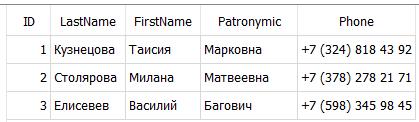 ID LastName FirstName Patronymic Phone
1 Кузнецова Таисия Марковна +7 (324) 818 43 92
2 Столярова Милана Матвеевна +7 (378) 278 21 71
3 Елисевев Василий Багович +7 (598) 345 98 45